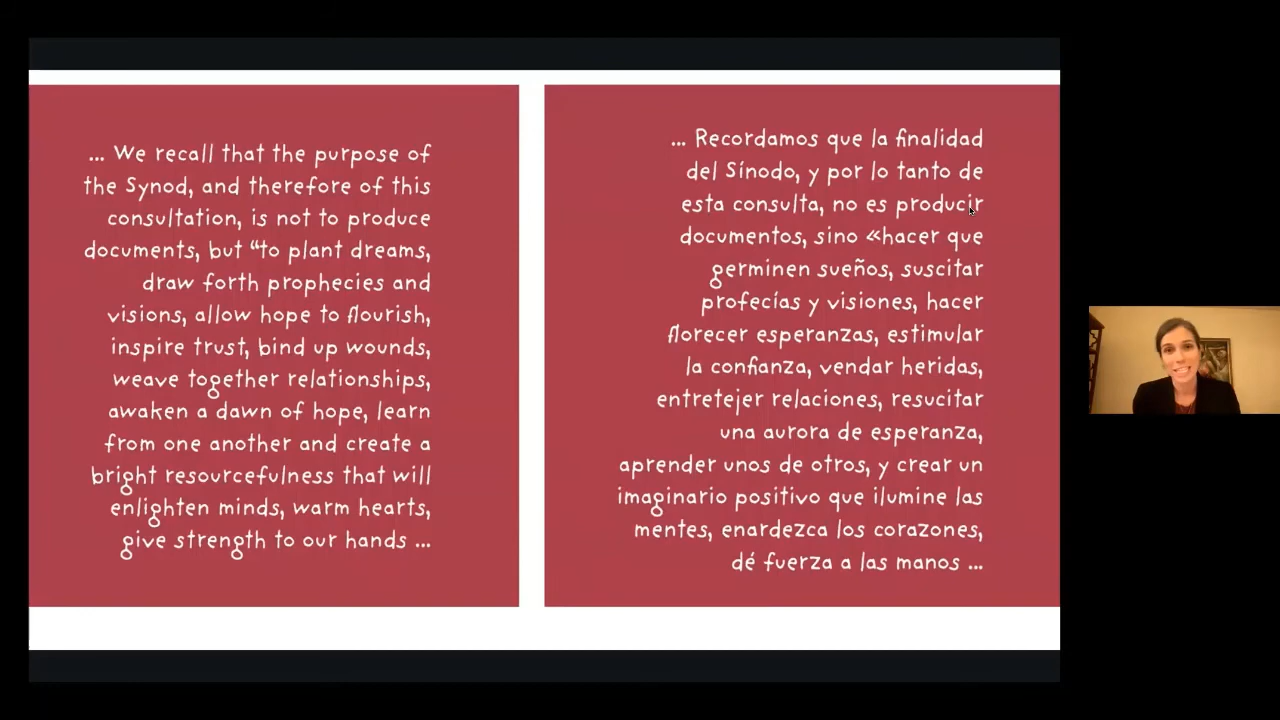 ... We recall that the purpose of
the Synod, and therefore of this
consultation, is not to produce
documents, but “to plant dreams,
draw forth prophecies and
visions, allow hope to flourish,
inspire trust, bind up wounds,
weave together relationships,
awaken a dawn of hope, learn
from one another and create a
bright resourcefulness that will
enlighten minds, warm hearts,
give strength to our hands ...
... Recordamos que la finalidad
del Sínodo, y por lo tanto de
esta consulta, no es producir
documentos, sino «hacer que
germinen sueños, suscitar
profecías y visiones, hacer
florecer esperanzas, estimular
la confianza, vendar heridas,
entretejer relaciones, resucitar
una aurora de esperanza,
aprender unos de otros, y crear un
imaginario positivo que ilumine las
mentes, enardezca los corazones,
dé fuerza a las manos ...